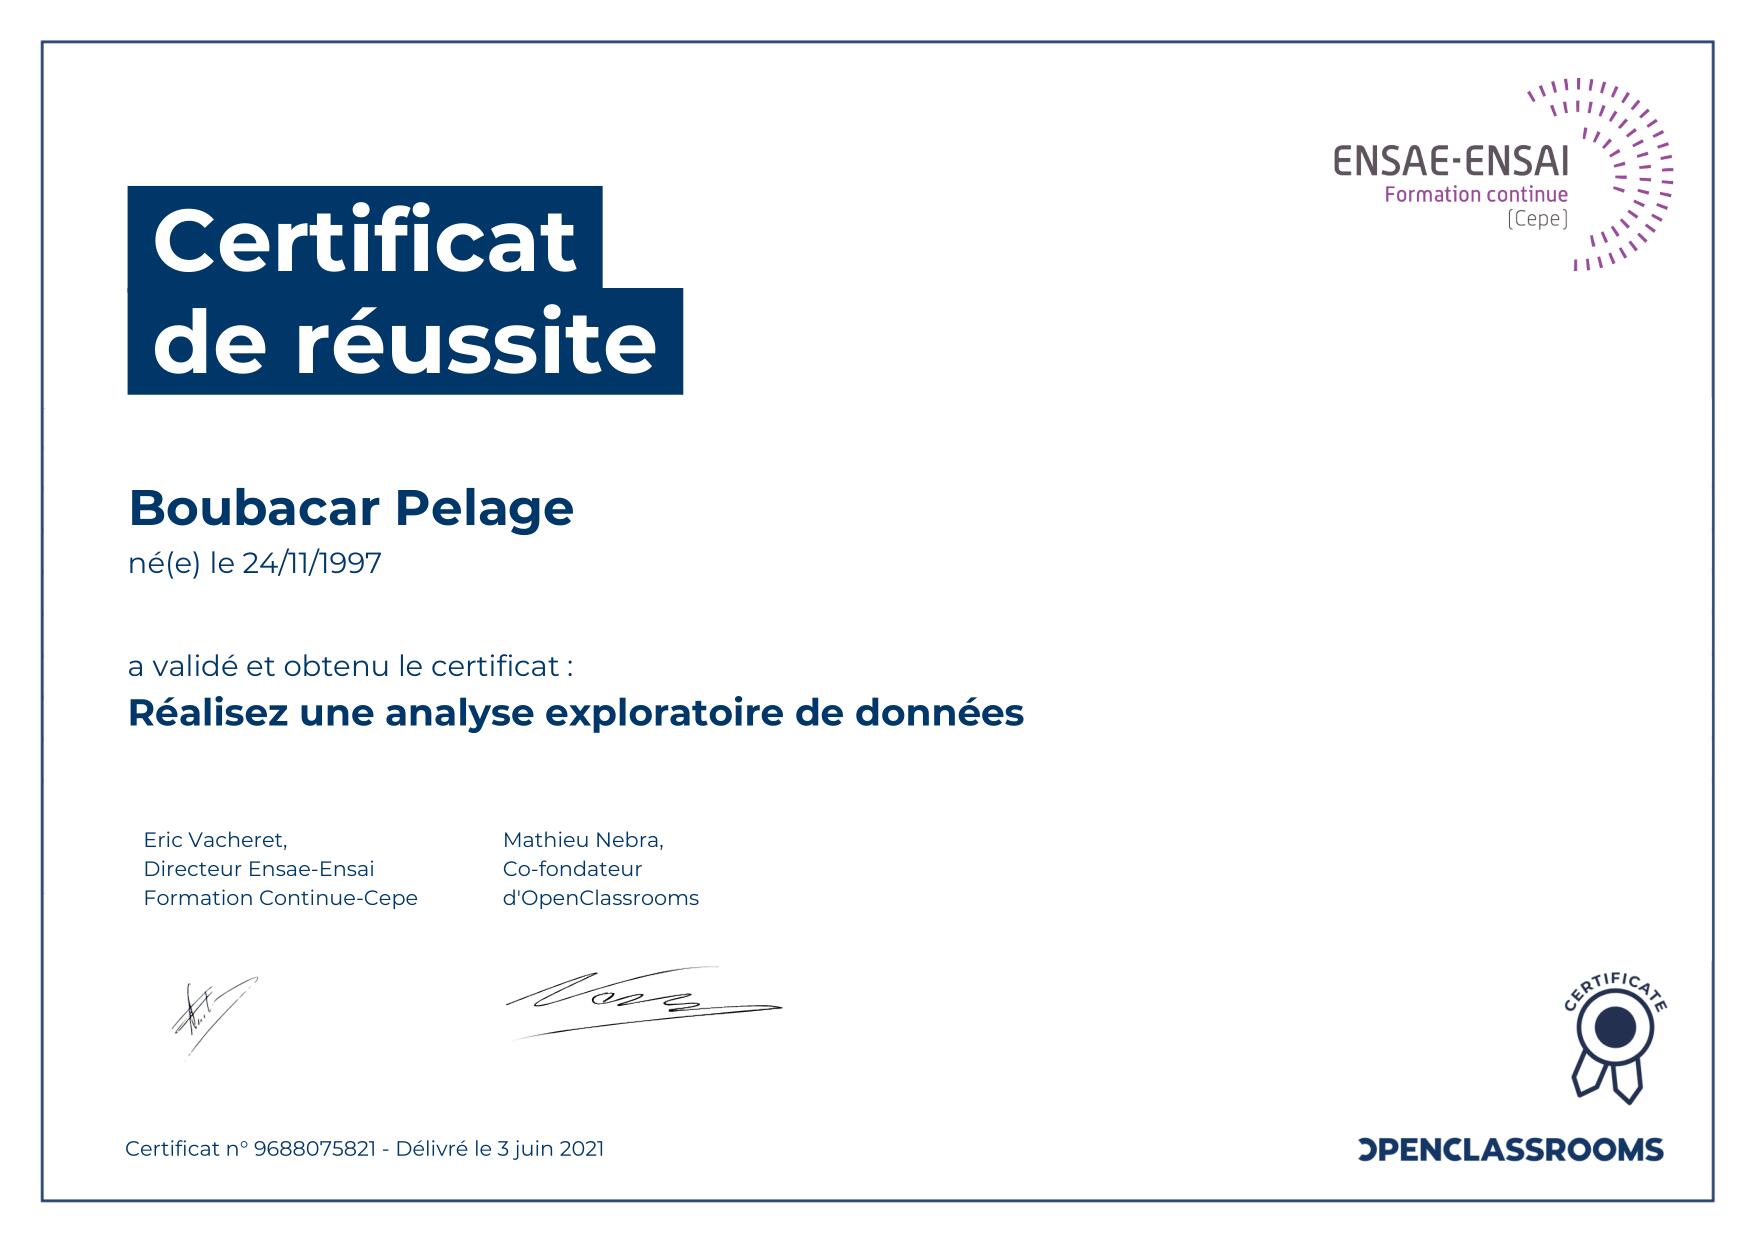 ENSAE-ENSAI
Formation continue
(Cepe)
Certificat
de réussite
Boubacar Pelage
né(e) le 24/11/1997
a validé et obtenu le certificat :
Réalisez une analyse exploratoire de données
Eric Vacheret,
Directeur Ensae-Ensai
Formation Continue-Cepe
Mathieu Nebra,
Co-fondateur
d'OpenClassrooms
CERTIFICATE
Certificat n° 9688075821 - Délivré le 3 juin 2021
OPENCLASSROOMS